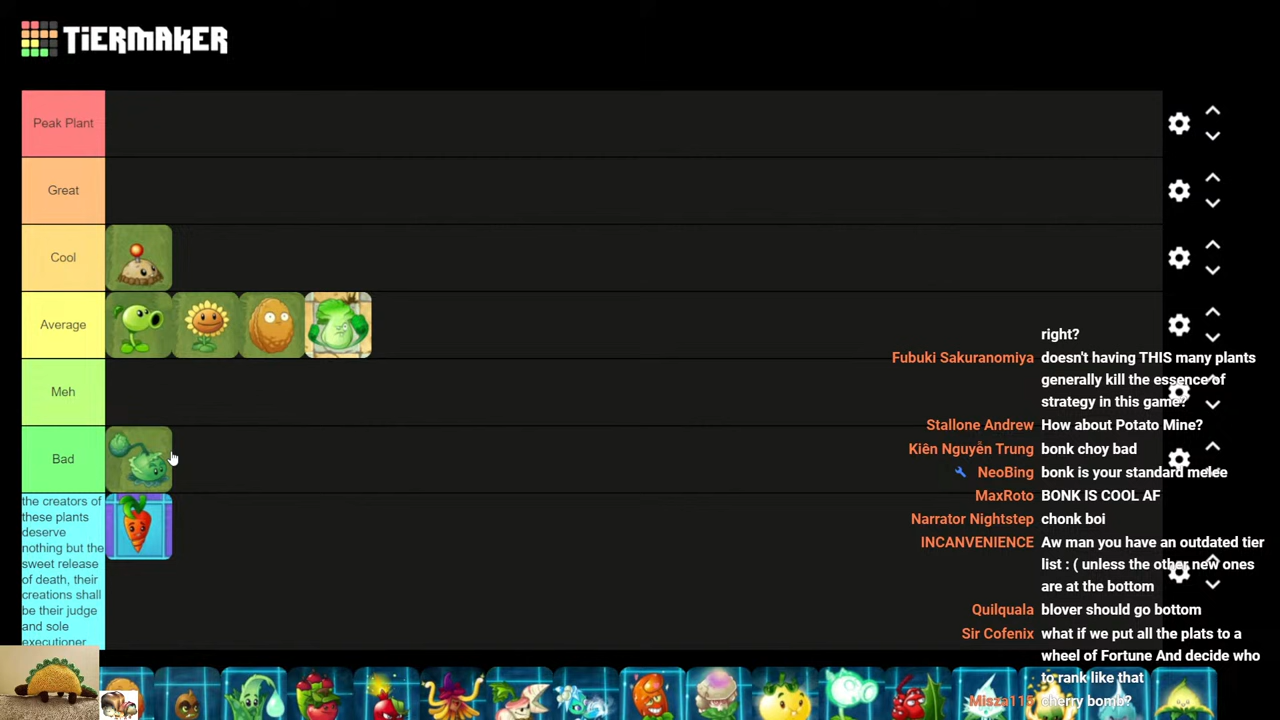 TIERMAKER
Peak Plant
Great
Cool
Average
Meh
Bad
the creators of
these plants
deserve
nothing but the
sweet release
of death, their
creations shall
be their judge
and sole
executioner
right?
Fubuki Sakuranomiya doesn't having THIS many plants
generally kill the essence of
strategy in this game?
Stallone Andrew How about Potato Mine?
Kiên Nguyễn Trung bonk choy bad
NeoBing bonk is your standard melee
MaxRoto BONK IS COOL AF
Narrator Nightstep chonk boi
INCANVENIENCE Aw man you have an outdated tier
list : ( unless the other new ones
are at the bottom
Quilquala blover should go bottom
Sir Cofenix what if we put all the plats to a
wheel of Fortune And decide who
to rank like that
Misza115 cherry bomb?